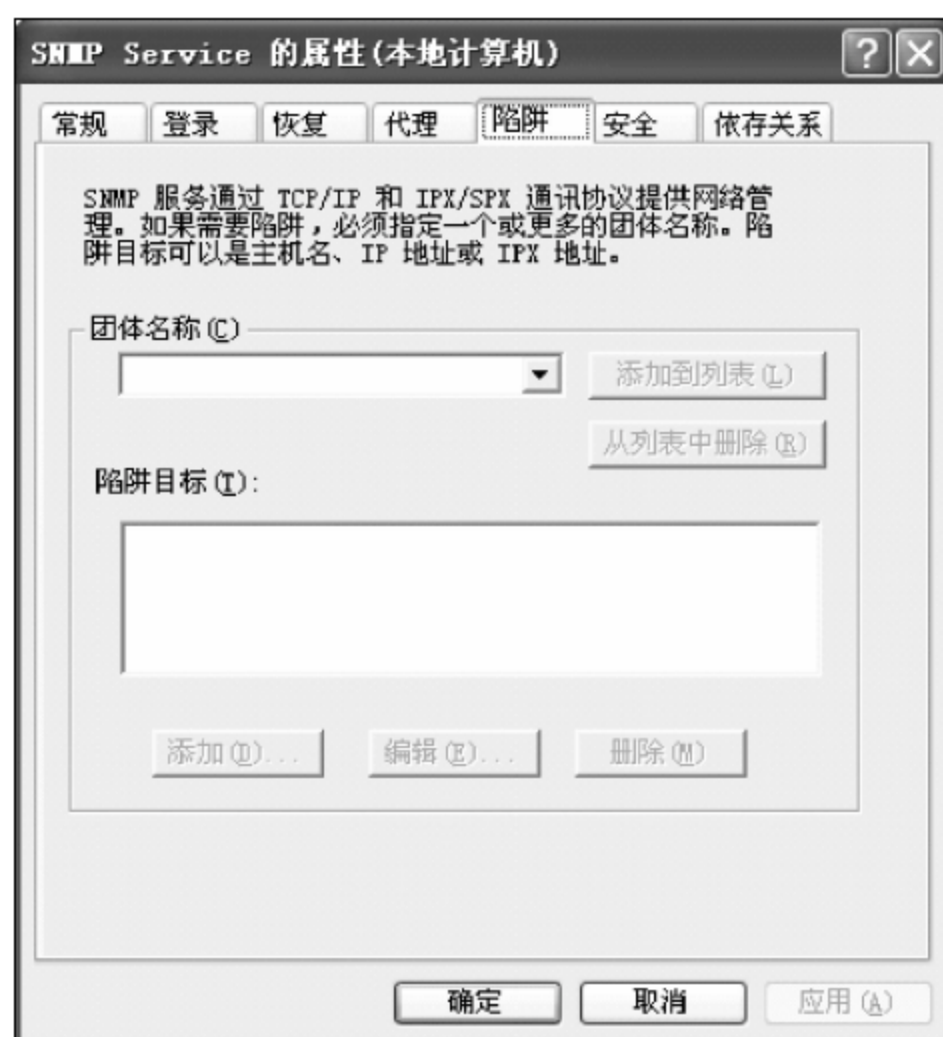 SNMP Service 的属性(本地计算机)
常规 登录 恢复 代理 陷阱 安全 依存关系
SNMP 服务通过 TCP/IP 和 IPX/SPX 通讯协议提供网络管
理。如果需要陷阱，必须指定一个或更多的团体名称。陷
阱目标可以是主机名、IP 地址或 IPX 地址。
团体名称(C)
添加到列表(L)
从列表中删除(R)
陷阱目标(T):
添加(D)... 编辑(E)... 删除(M)
确定 取消 应用(A)